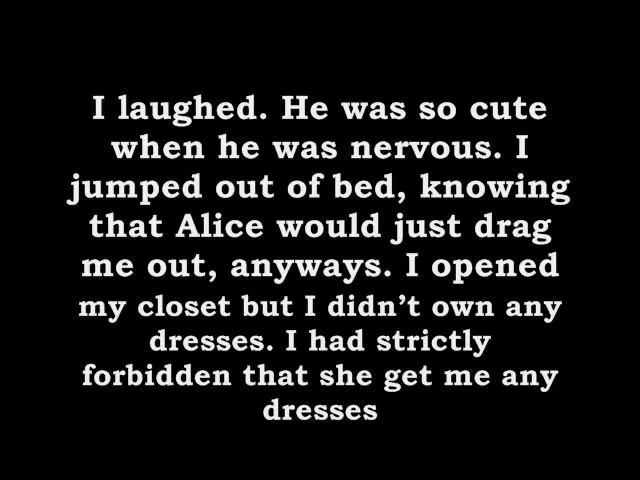 I laughed. He was so cute
when he was nervous. I
jumped out of bed, knowing
that Alice would just drag
me out, anyways. I opened
my closet but I didn’t own any
dresses. I had strictly
forbidden that she get me any
dresses